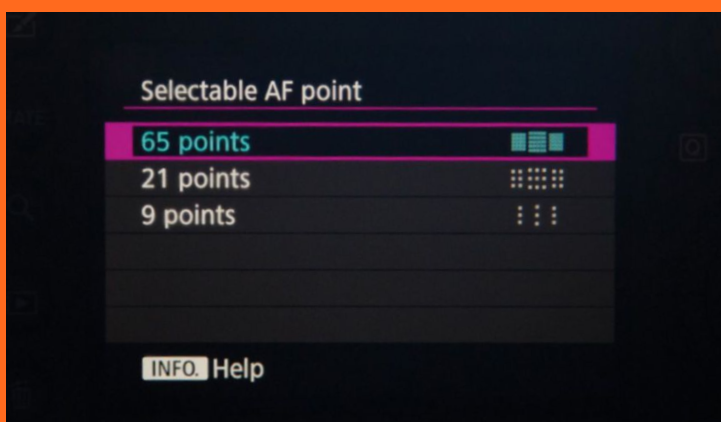 Selectable AF point
65 points
21 points
9 points
INFO. Help